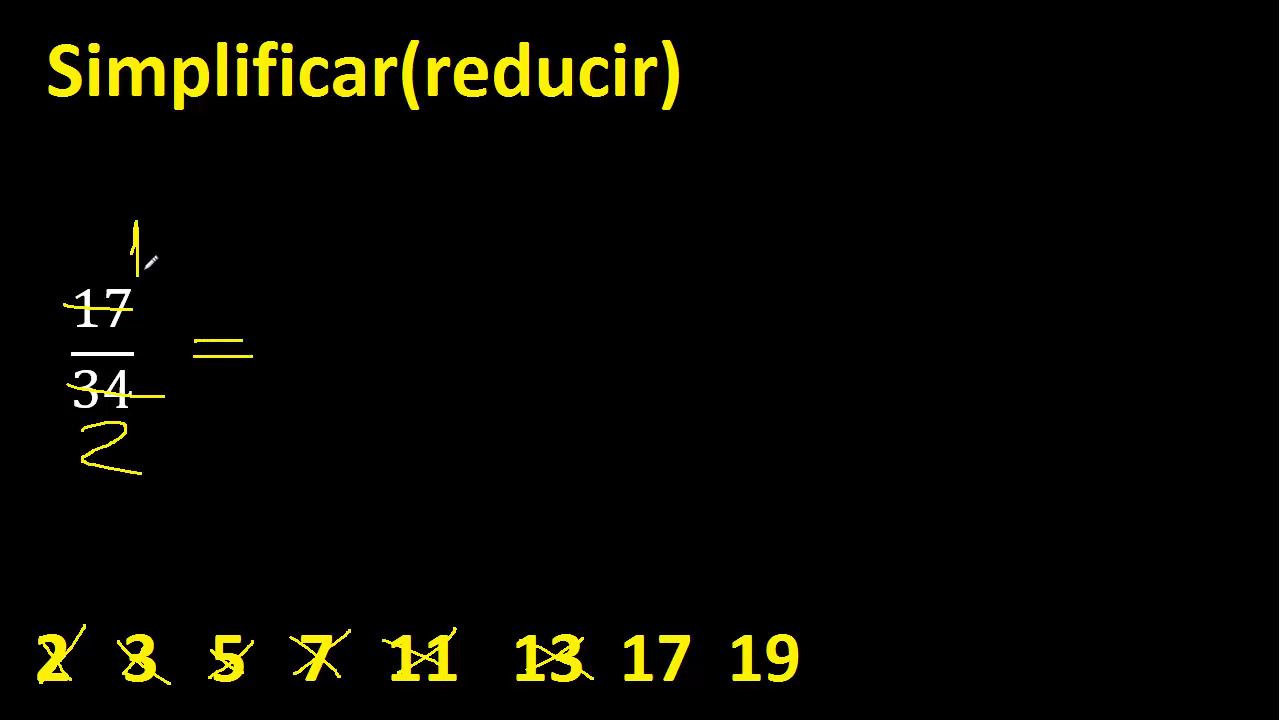 Simplificar(reducir)
1
17
=
34
2
2 3 5 7 11 13 17 19